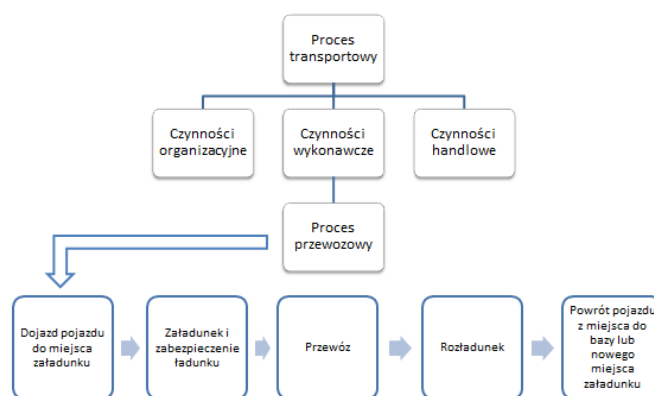 Proces
transportowy
Czynności
organizacyjne
Czynności
wykonawcze
Czynności
handlowe
Proces
przewozowy
Dojazd pojazdu
do miejsca
załadunku
Załadunek i
zabezpieczenie
ładunku
Przewóz
Rozładunek
Powrót pojazdu
z miejsca do
bazy lub
nowego
miejsca
załadunku